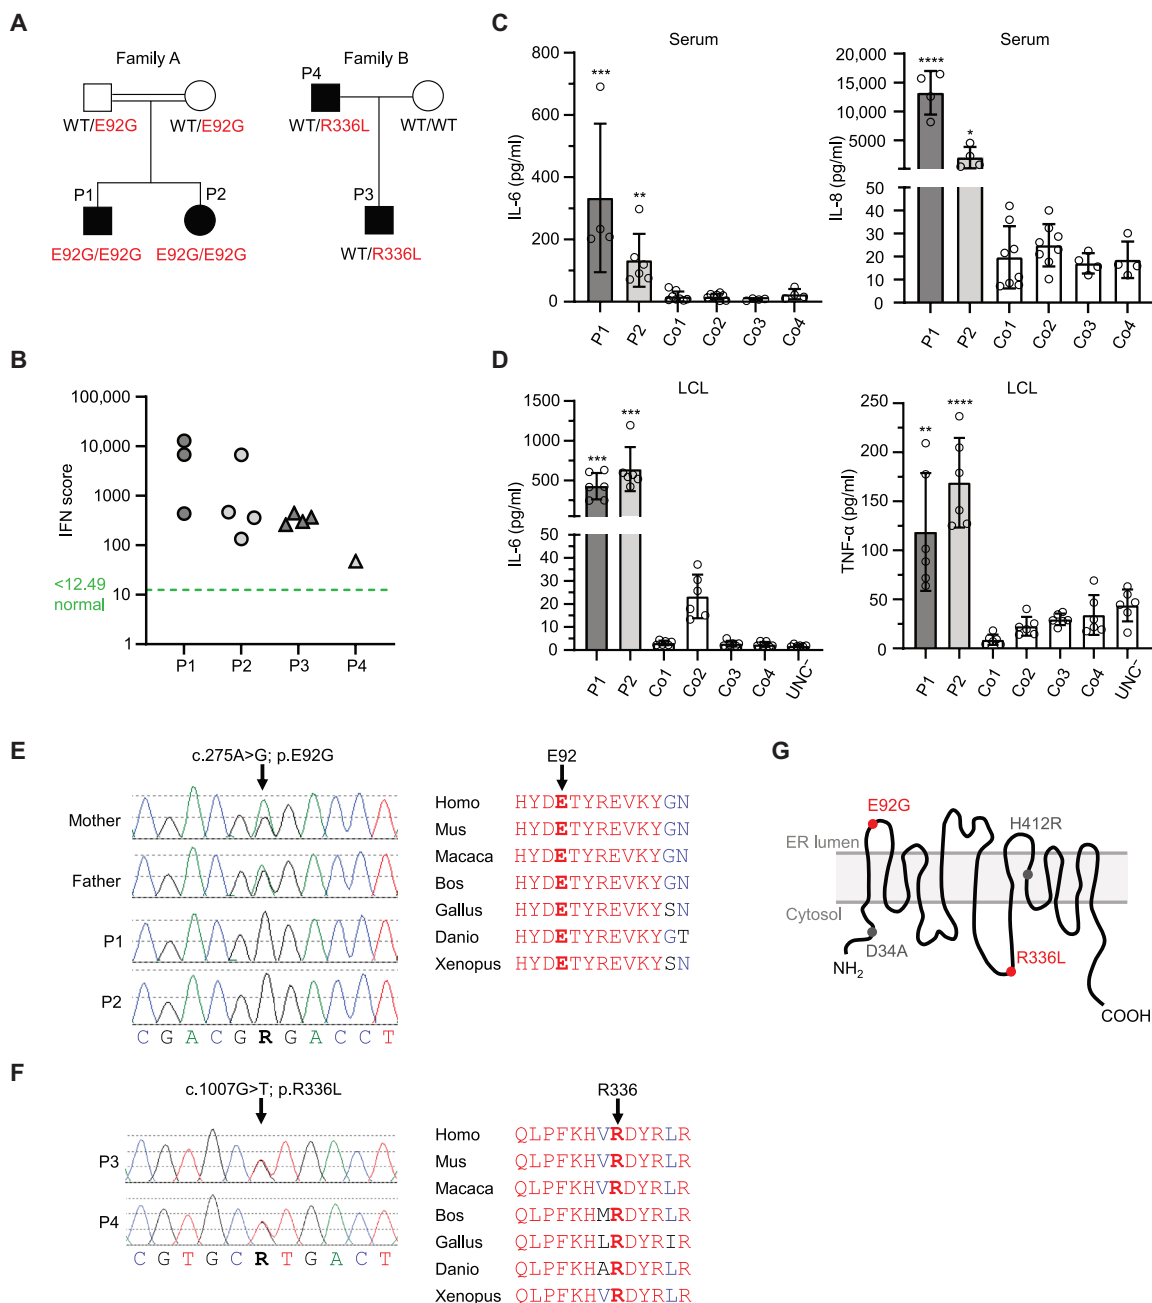 A
Family A
Family B
P4
WT/E92G
WT/E92G
WT/R336L
WT/WT
P1
P2
P3
E92G/E92G
E92G/E92G
WT/R336L
B
IFN score
100,000
10,000
1000
100
10
1
<12.49
normal
P1
P2
P3
P4
C
Serum
IL-6 (pg/ml)
800
600
400
200
0
***
**
P1
P2
Co1
Co2
Co3
Co4
Serum
IL-8 (pg/ml)
20,000
15,000
10,000
5000
50
40
30
20
10
0
****
*
P1
P2
Co1
Co2
Co3
Co4
D
LCL
IL-6 (pg/ml)
1500
1000
500
50
40
30
20
10
0
***
***
P1
P2
Co1
Co2
Co3
Co4
UNC⁻
LCL
TNF-α (pg/ml)
250
200
150
100
50
0
**
****
P1
P2
Co1
Co2
Co3
Co4
UNC⁻
E
c.275A>G; p.E92G
Mother
Father
P1
P2
C G A C G R G A C C T
E92
Homo HYDETYREVKYGN
Mus HYDETYREVKYGN
Macaca HYDETYREVKYGN
Bos HYDETYREVKYGN
Gallus HYDETYREVKYSN
Danio HYDETYREVKYGT
Xenopus HYDETYREVKYSN
F
c.1007G>T; p.R336L
P3
P4
C G T G C R T G A C T
R336
Homo QLPFKHVRDYRLR
Mus QLPFKHVRDYRLR
Macaca QLPFKHVRDYRLR
Bos QLPFKHMRDYRLR
Gallus QLPFKHLRDYRIR
Danio QLPFKHARDYRLR
Xenopus QLPFKHVRDYRLR
G
E92G
H412R
ER lumen
Cytosol
D34A
NH₂
R336L
COOH